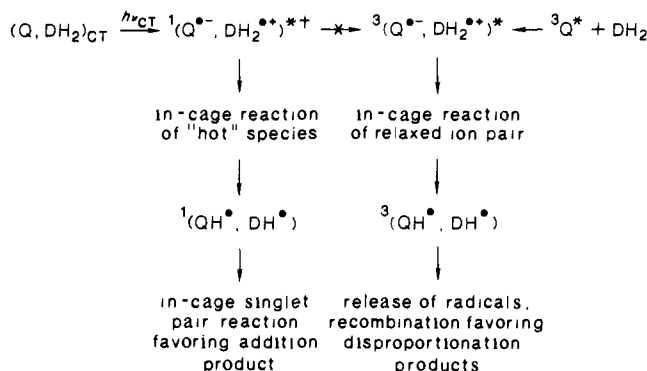 (Q, DH₂)CT hνCT→ ¹(Q•−, DH₂•+)*† ✕→ ³(Q•−, DH₂•+)* ← ³Q* + DH₂
in-cage reaction in-cage reaction
of "hot" species of relaxed ion pair
¹(QH•, DH•) ³(QH•, DH•)
in-cage singlet release of radicals,
pair reaction recombination favoring
favoring addition disproportionation
product products